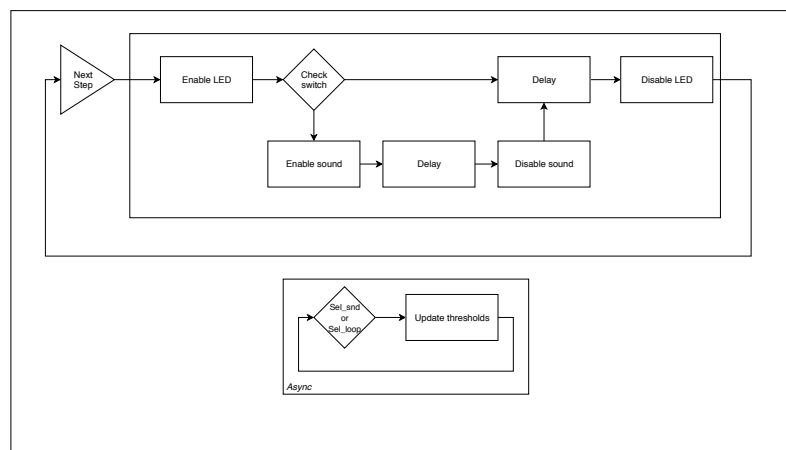 Next
Step
Enable LED
Check
switch
Delay
Disable LED
Enable sound
Delay
Disable sound
Sel_snd
or
Sel_loop
Update thresholds
Async